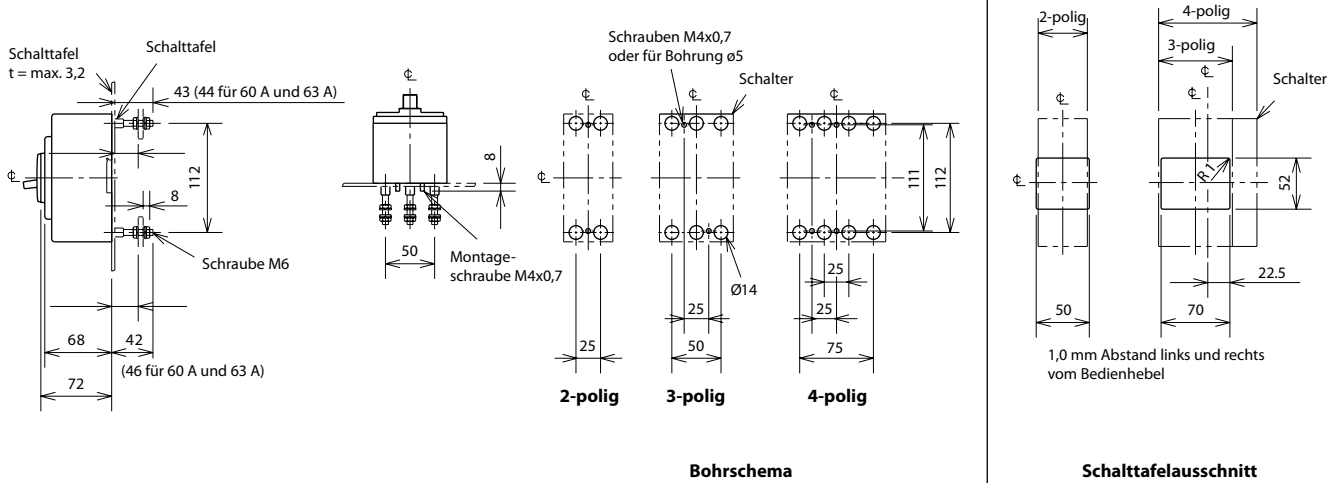 Schalttafel
t = max. 3,2
Schalttafel
43 (44 für 60 A und 63 A)
112
8
Schraube M6
68
42
(46 für 60 A und 63 A)
72
8
50
Montage-
schraube M4x0,7
Schrauben M4x0,7
oder für Bohrung ø5
Schalter
111
112
Ø14
25
25
50
25
25
75
2-polig
3-polig
4-polig
Bohrschema
2-polig
4-polig
3-polig
Schalter
R1
52
22.5
50
70
1,0 mm Abstand links und rechts
vom Bedienhebel
Schalttafelausschnitt